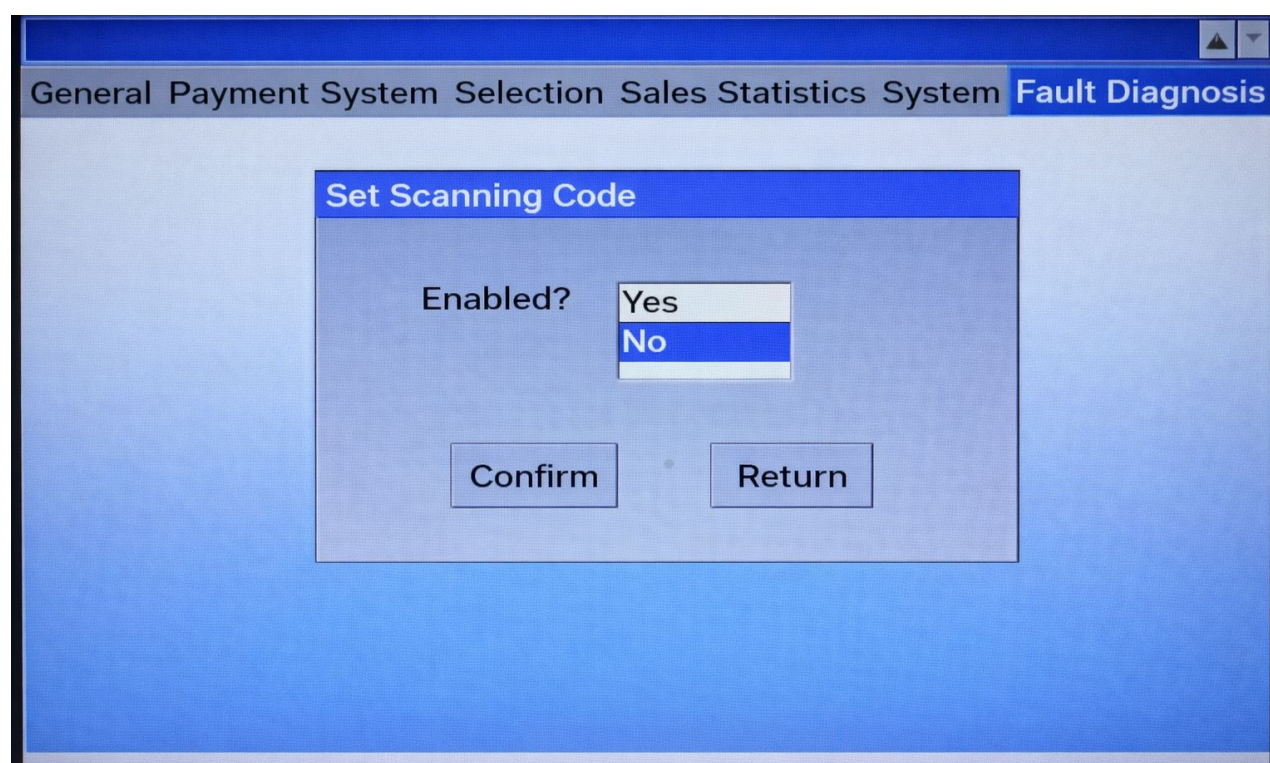 General Payment System Selection Sales Statistics System Fault Diagnosis
Set Scanning Code
Enabled? Yes
No
Confirm Return